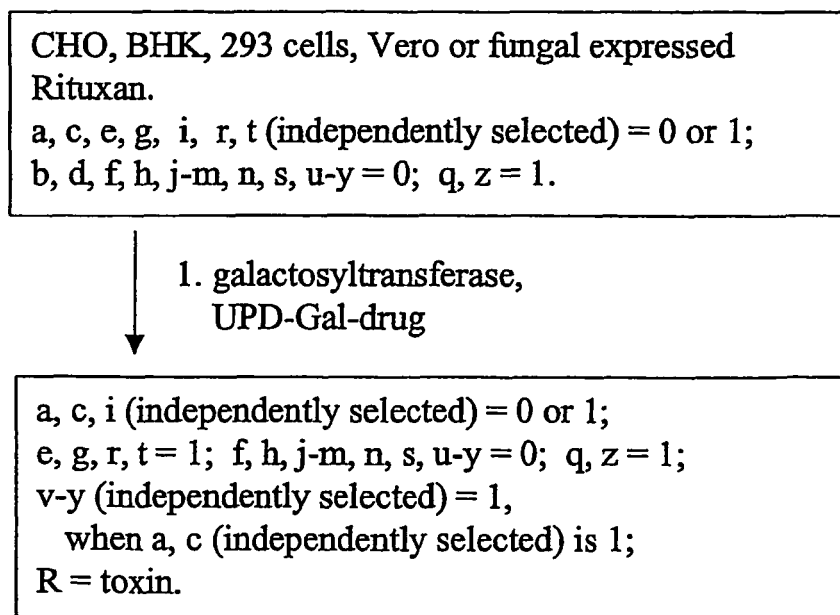 CHO, BHK, 293 cells, Vero or fungal expressed
Rituxan.
a, c, e, g, i, r, t (independently selected) = 0 or 1;
b, d, f, h, j-m, n, s, u-y = 0; q, z = 1.
1. galactosyltransferase,
UPD-Gal-drug
a, c, i (independently selected) = 0 or 1;
e, g, r, t = 1; f, h, j-m, n, s, u-y = 0; q, z = 1;
v-y (independently selected) = 1,
when a, c (independently selected) is 1;
R = toxin.